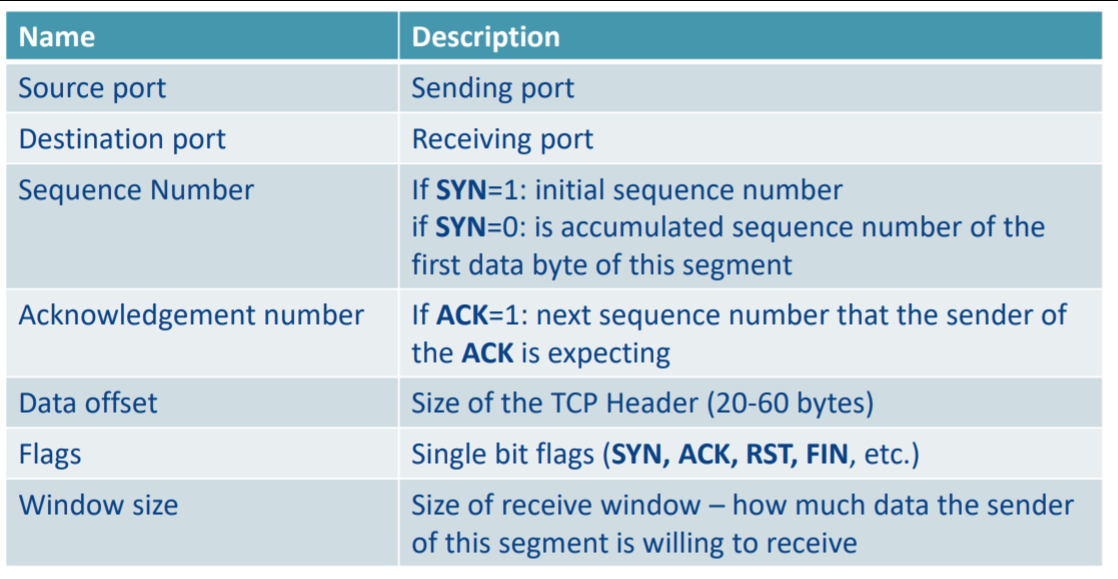 Name Description
Source port Sending port
Destination port Receiving port
Sequence Number If SYN=1: initial sequence number
if SYN=0: is accumulated sequence number of the
first data byte of this segment
Acknowledgement number If ACK=1: next sequence number that the sender of
the ACK is expecting
Data offset Size of the TCP Header (20-60 bytes)
Flags Single bit flags (SYN, ACK, RST, FIN, etc.)
Window size Size of receive window – how much data the sender
of this segment is willing to receive